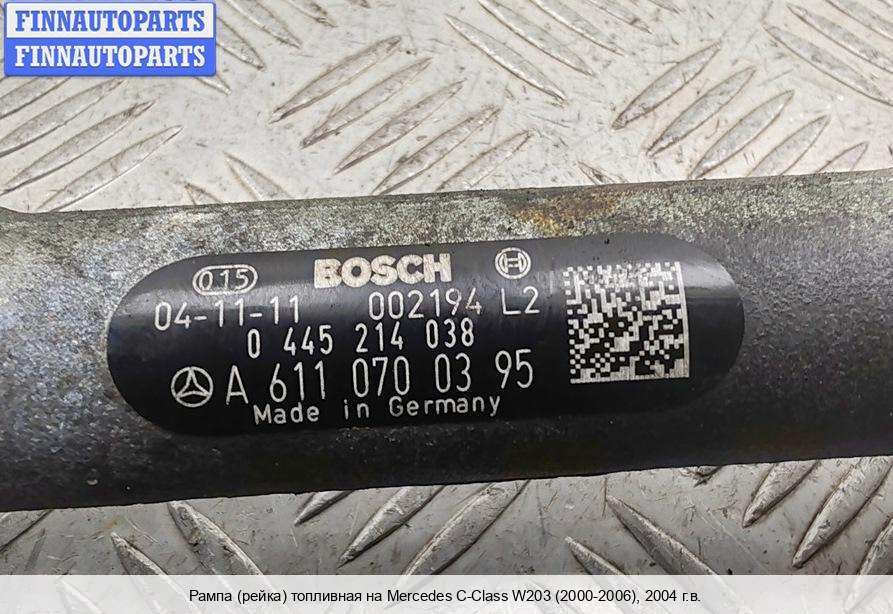 FINNAUTOPARTS
FINNAUTOPARTS
015 BOSCH
04-11-11 002194 L2
0 445 214 038
A 611 070 03 95
Made in Germany
Рампа (рейка) топливная на Mercedes C-Class W203 (2000-2006), 2004 г.в.